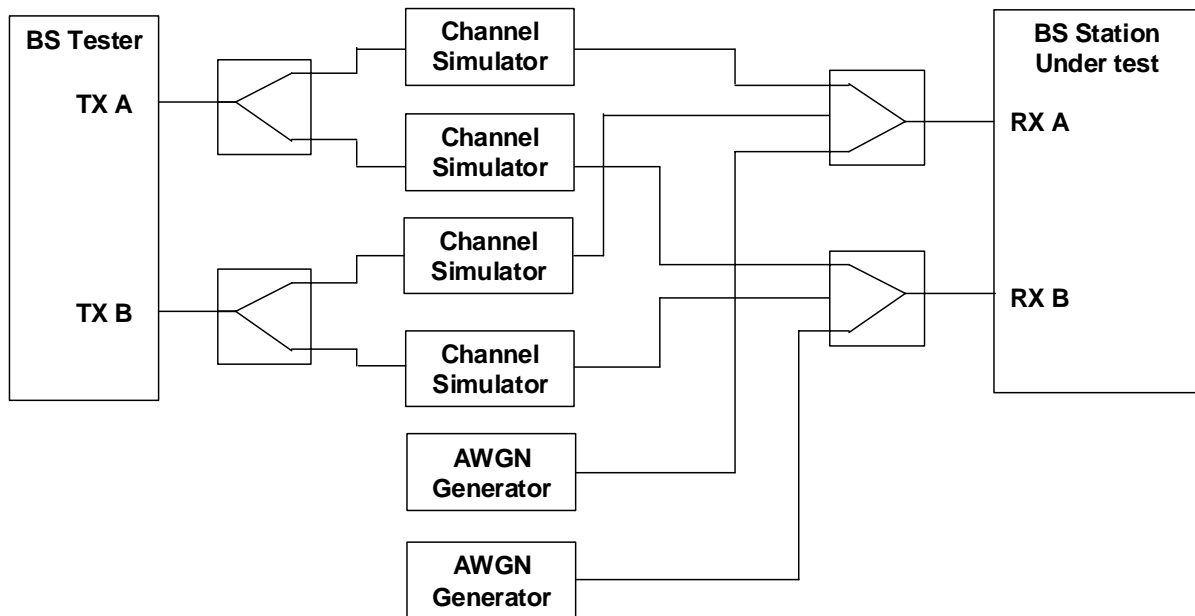 BS Tester
TX A
TX B
Channel
Simulator
Channel
Simulator
Channel
Simulator
Channel
Simulator
AWGN
Generator
AWGN
Generator
BS Station
Under test
RX A
RX B